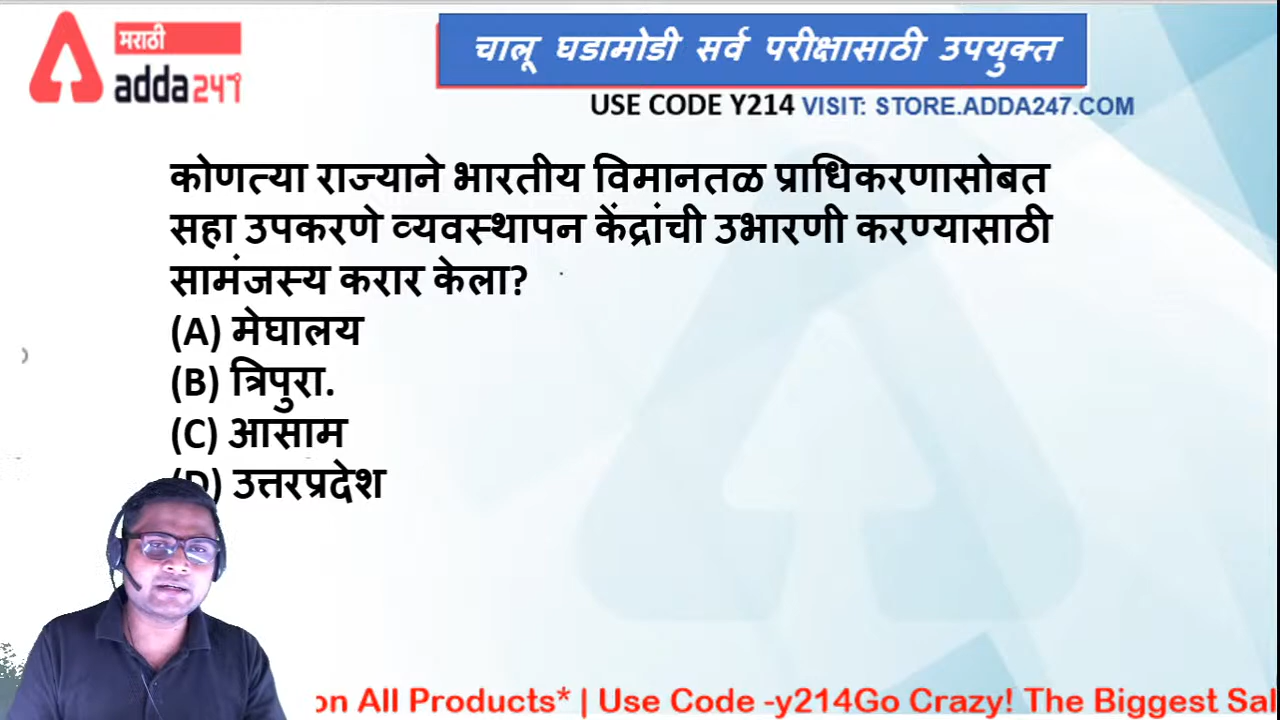 मराठी
adda247
चालू घडामोडी सर्व परीक्षासाठी उपयुक्त
USE CODE Y214 VISIT: STORE.ADDA247.COM
कोणत्या राज्याने भारतीय विमानतळ प्राधिकरणासोबत
सहा उपकरणे व्यवस्थापन केंद्रांची उभारणी करण्यासाठी
सामंजस्य करार केला?
(A) मेघालय
(B) त्रिपुरा.
(C) आसाम
(D) उत्तरप्रदेश
on All Products* | Use Code -y214Go Crazy! The Biggest Sal